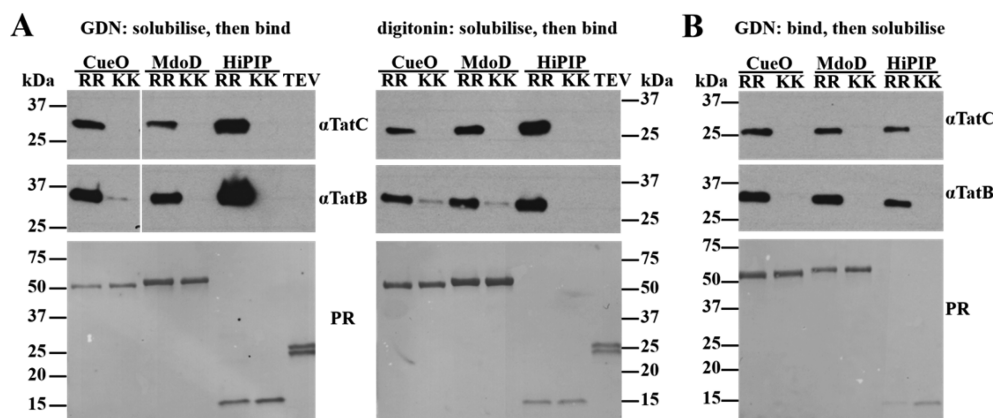 A
GDN: solubilise, then bind
digitonin: solubilise, then bind
B
GDN: bind, then solubilise
kDa CueO MdoD HiPIP
RR KK RR KK RR KK TEV
37
25
αTatC
37
25
αTatB
75
50
37
25
20
15
PR
CueO MdoD HiPIP kDa
RR KK RR KK RR KK TEV
37
25
37
25
75
50
37
25
20
15
kDa CueO MdoD HiPIP
RR KK RR KK RR KK
37
25
αTatC
37
25
αTatB
75
50
37
25
20
15
PR